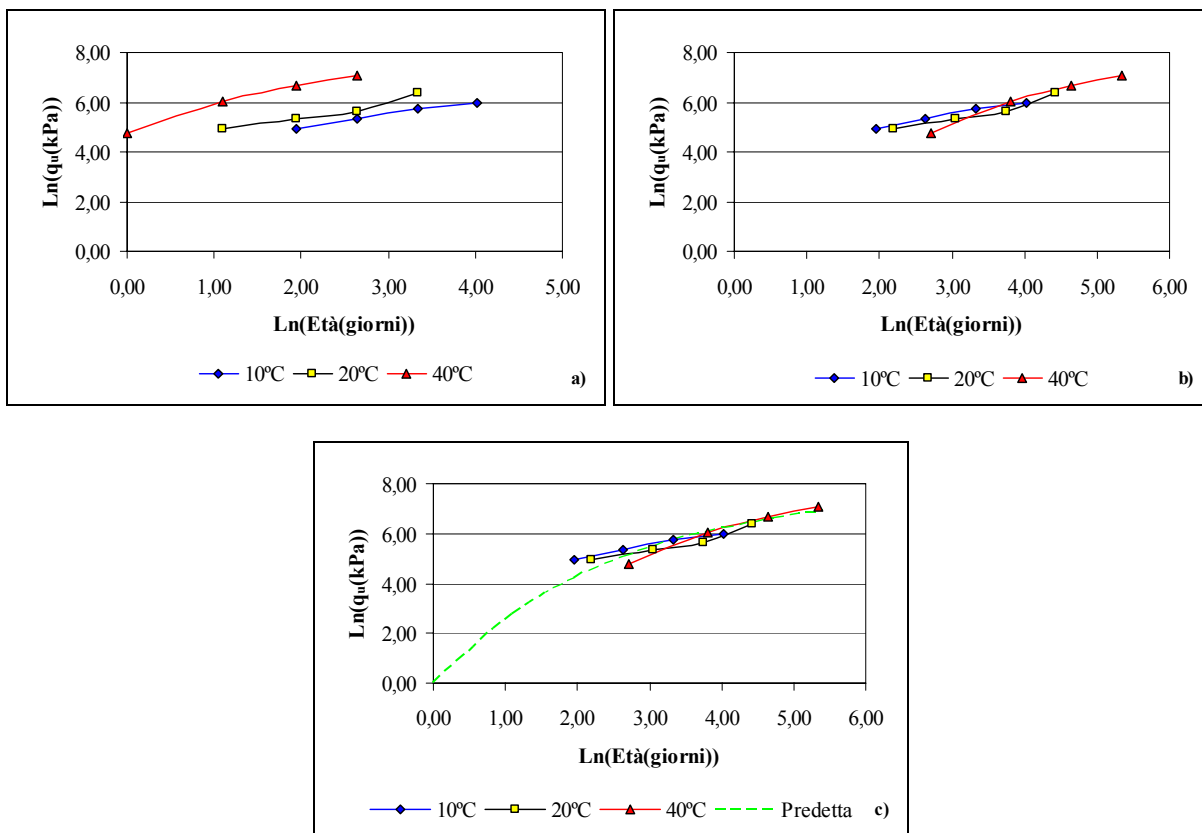 8,00
6,00
4,00
2,00
0,00
Ln(qu(kPa))
0,00 1,00 2,00 3,00 4,00 5,00
Ln(Età(giorni))
10ºC 20ºC 40ºC
a)
8,00
6,00
4,00
2,00
0,00
Ln(qu(kPa))
0,00 1,00 2,00 3,00 4,00 5,00 6,00
Ln(Età(giorni))
10ºC 20ºC 40ºC
b)
8,00
6,00
4,00
2,00
0,00
Ln(qu(kPa))
0,00 1,00 2,00 3,00 4,00 5,00 6,00
Ln(Età(giorni))
10ºC 20ºC 40ºC Predetta
c)